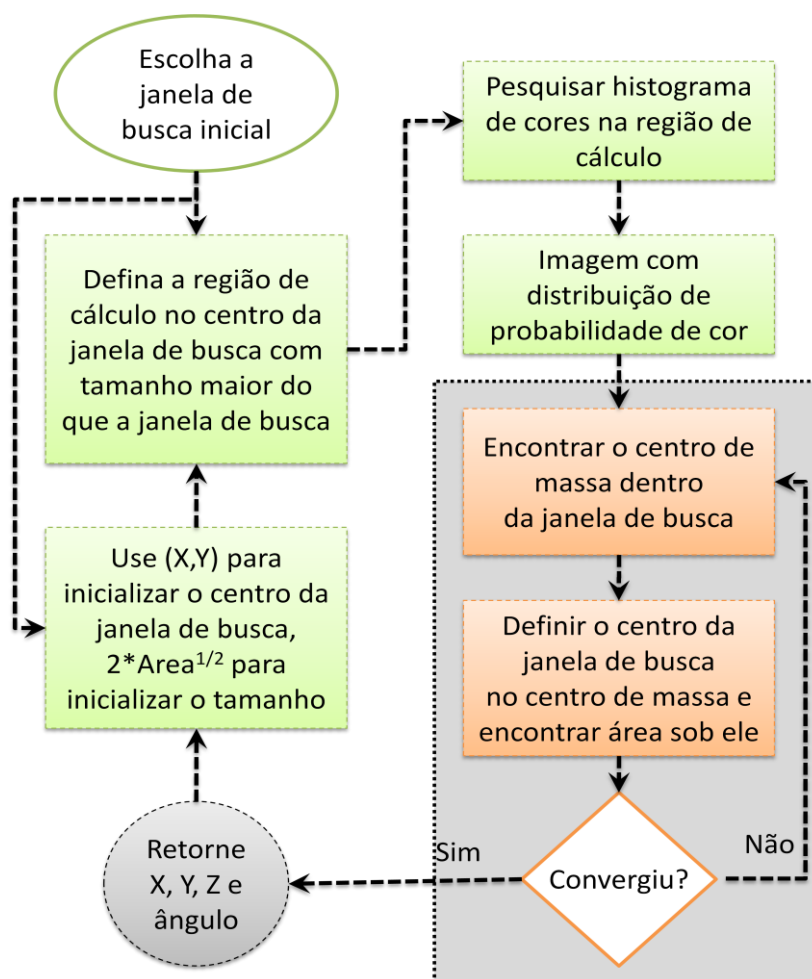 Escolha a
janela de
busca inicial
Defina a região de
cálculo no centro da
janela de busca com
tamanho maior do
que a janela de busca
Use (X,Y) para
inicializar o centro da
janela de busca,
2*Area^1/2 para
inicializar o tamanho
Retorne
X, Y, Z e
ângulo
Pesquisar histograma
de cores na região de
cálculo
Imagem com
distribuição de
probabilidade de cor
Encontrar o centro de
massa dentro
da janela de busca
Definir o centro da
janela de busca
no centro de massa e
encontrar área sob ele
Convergiu?
Sim
Não